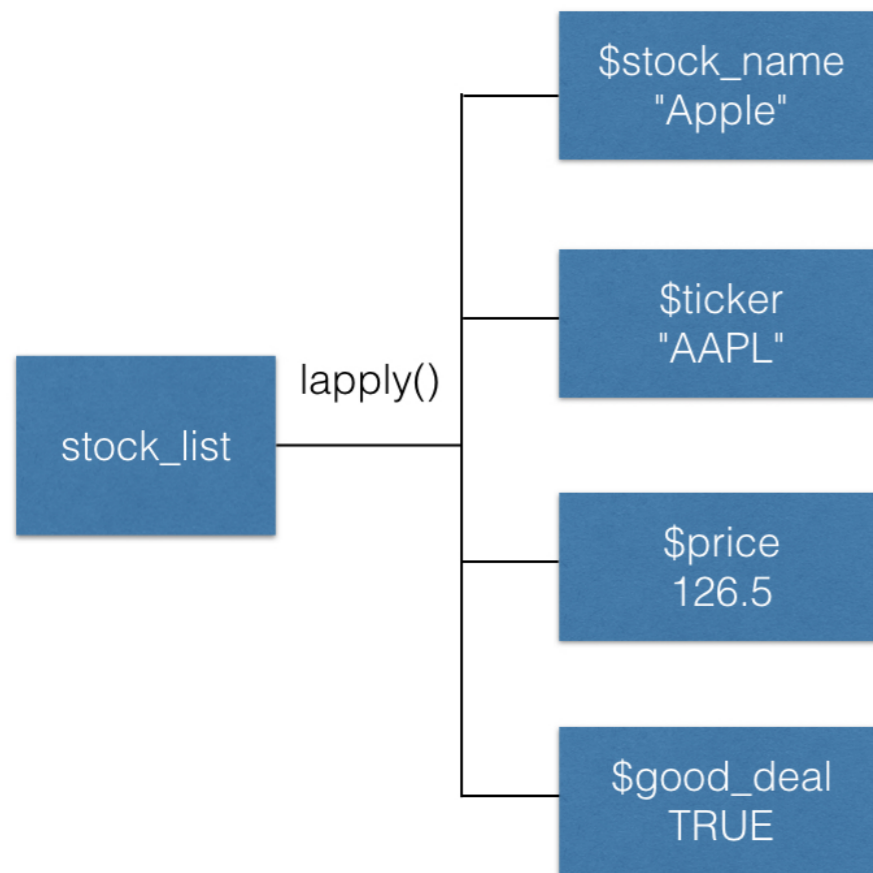 $stock_name
"Apple"
$ticker
"AAPL"
lapply()
stock_list
$price
126.5
$good_deal
TRUE